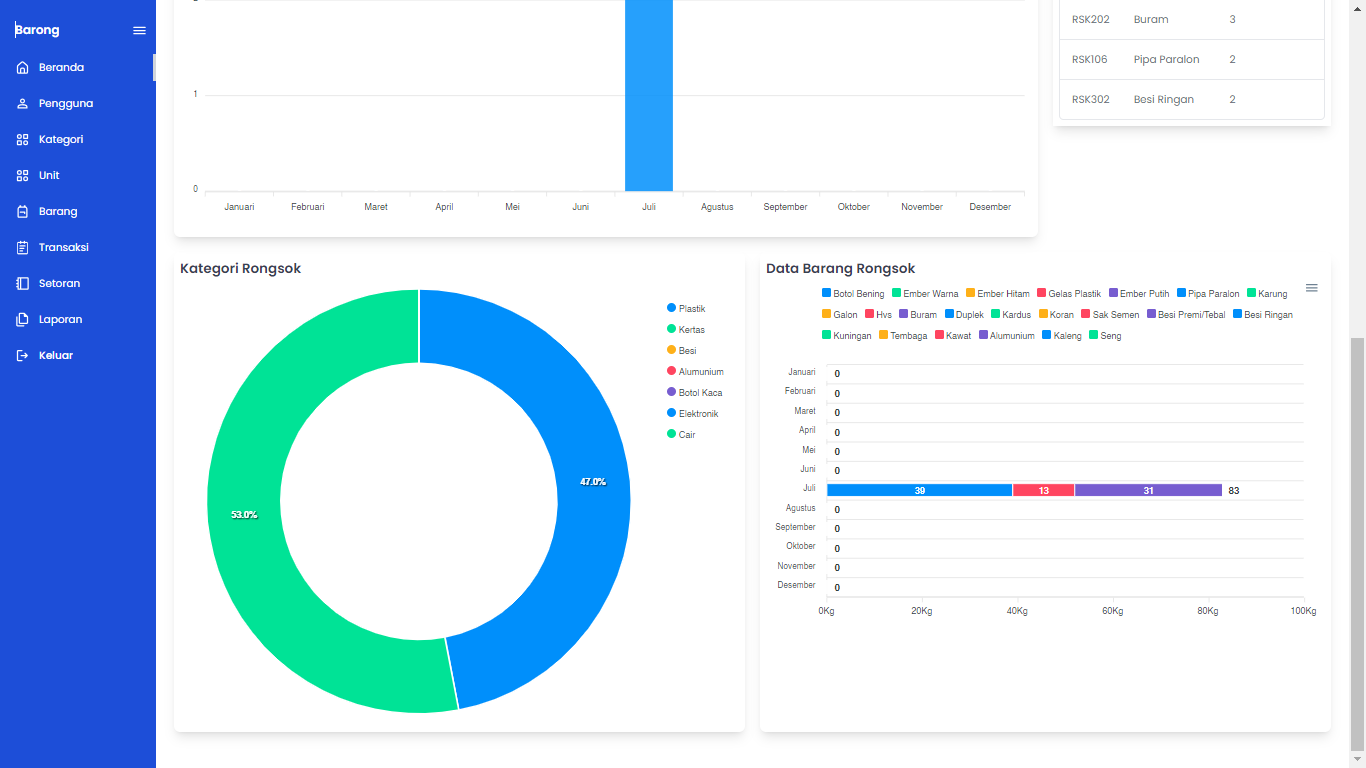 Barong
Beranda
Pengguna
Kategori
Unit
Barang
Transaksi
Setoran
Laporan
Keluar
1
0
Januari Februari Maret April Mei Juni Juli Agustus September Oktober November Desember
RSK202 Buram 3
RSK106 Pipa Paralon 2
RSK302 Besi Ringan 2
Kategori Rongsok
Plastik
Kertas
Besi
Alumunium
Botol Kaca
Elektronik
Cair
47.0%
53.0%
Data Barang Rongsok
Botol Bening Ember Warna Ember Hitam Gelas Plastik Ember Putih Pipa Paralon Karung
Galon Hvs Buram Duplek Kardus Koran Sak Semen Besi Premi/Tebal Besi Ringan
Kuningan Tembaga Kawat Alumunium Kaleng Seng
Januari 0
Februari 0
Maret 0
April 0
Mei 0
Juni 0
Juli 39 13 31 83
Agustus 0
September 0
Oktober 0
November 0
Desember 0
0Kg 20Kg 40Kg 60Kg 80Kg 100Kg